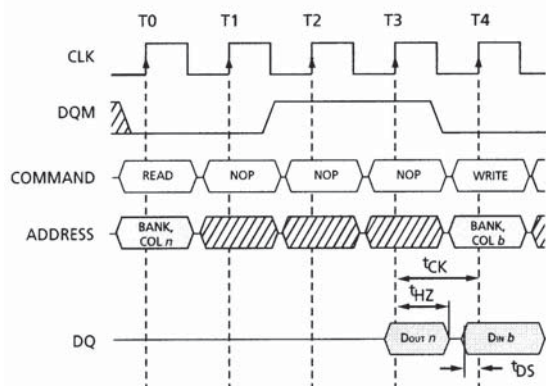 T0 T1 T2 T3 T4
CLK
DQM
COMMAND READ NOP NOP NOP WRITE
ADDRESS BANK, COL n BANK, COL b
tCK
tHZ
DQ DOUT n DIN b
tDS